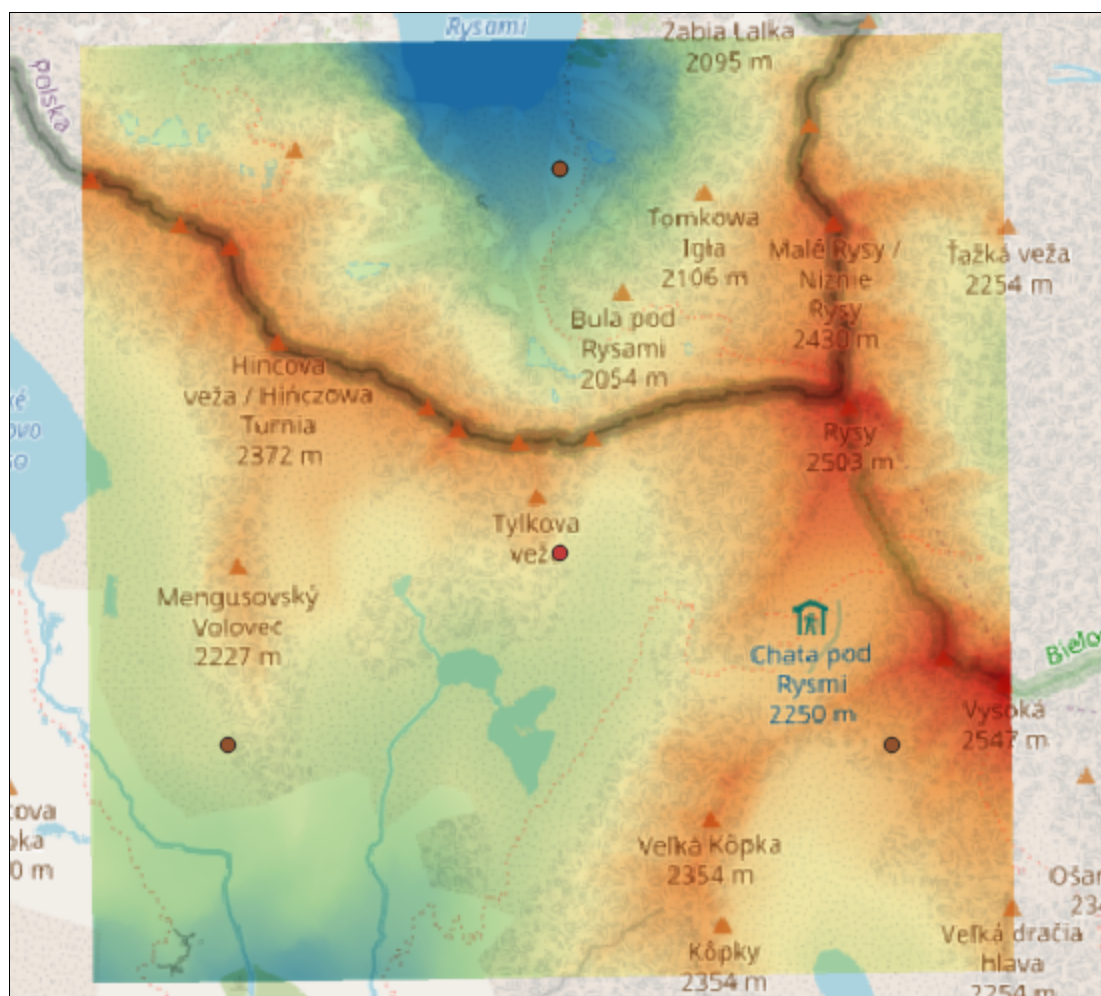 Rysami
Żabia Lalka
2095 m
Polska
Tomkowa
Igła
2106 m
Malé Rysy /
Niżnie
Rysy
2430 m
Ťažká veža
2254 m
Bula pod
Rysami
2054 m
Hincova
veža / Hińczowa
Turnia
2372 m
Rysy
2503 m
Tylkova
Mengusovský
Volovec
2227 m
Chata pod
Rysmi
2250 m
Vysoká
2547 m
Veľká Kôpka
2354 m
Kôpky
2354 m
Veľká dračia
hlava
2254 m